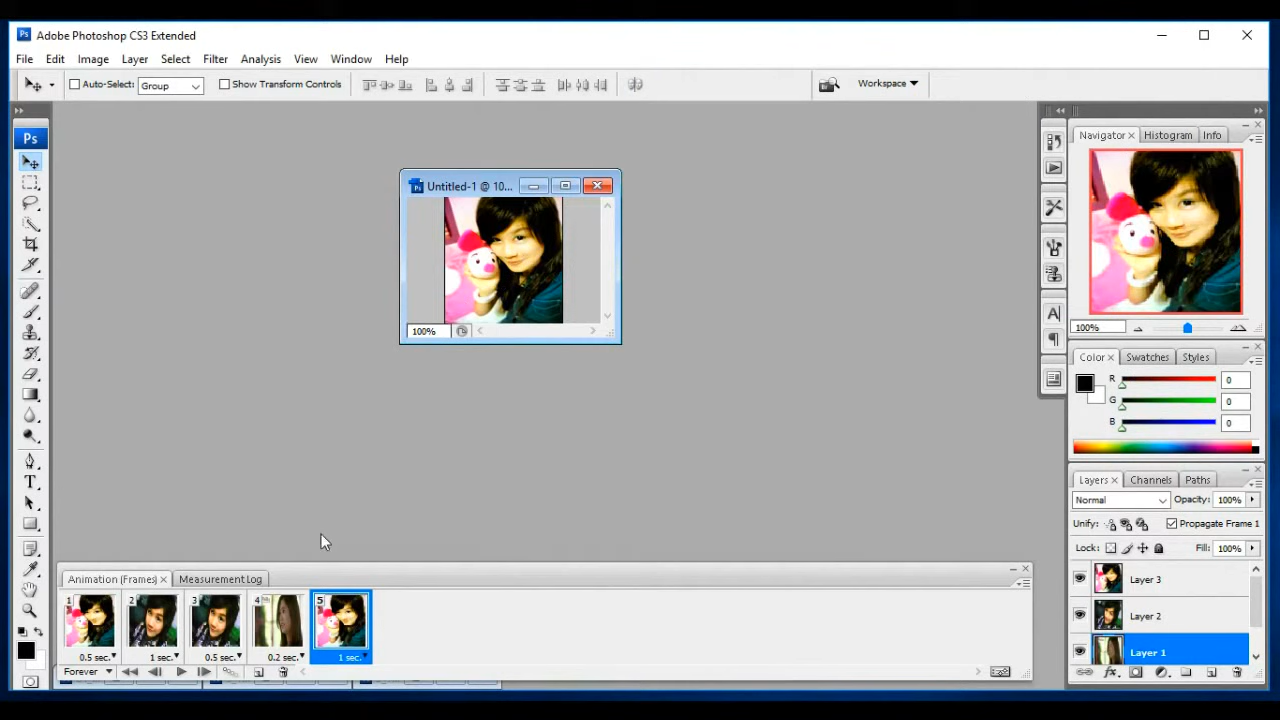 Ps Adobe Photoshop CS3 Extended
File Edit Image Layer Select Filter Analysis View Window Help
Auto-Select: Group Show Transform Controls Workspace
Ps
Navigator × Histogram Info
Untitled-1 @ 10...
100%
100%
Color × Swatches Styles
R 0
G 0
B 0
Layers × Channels Paths
Normal Opacity: 100%
Unify: Propagate Frame 1
Lock: Fill: 100%
Layer 3
Layer 2
Layer 1
Animation (Frames) × Measurement Log
1 2 3 4 5
0.5 sec. 1 sec. 0.5 sec. 0.2 sec. 1 sec.
Forever